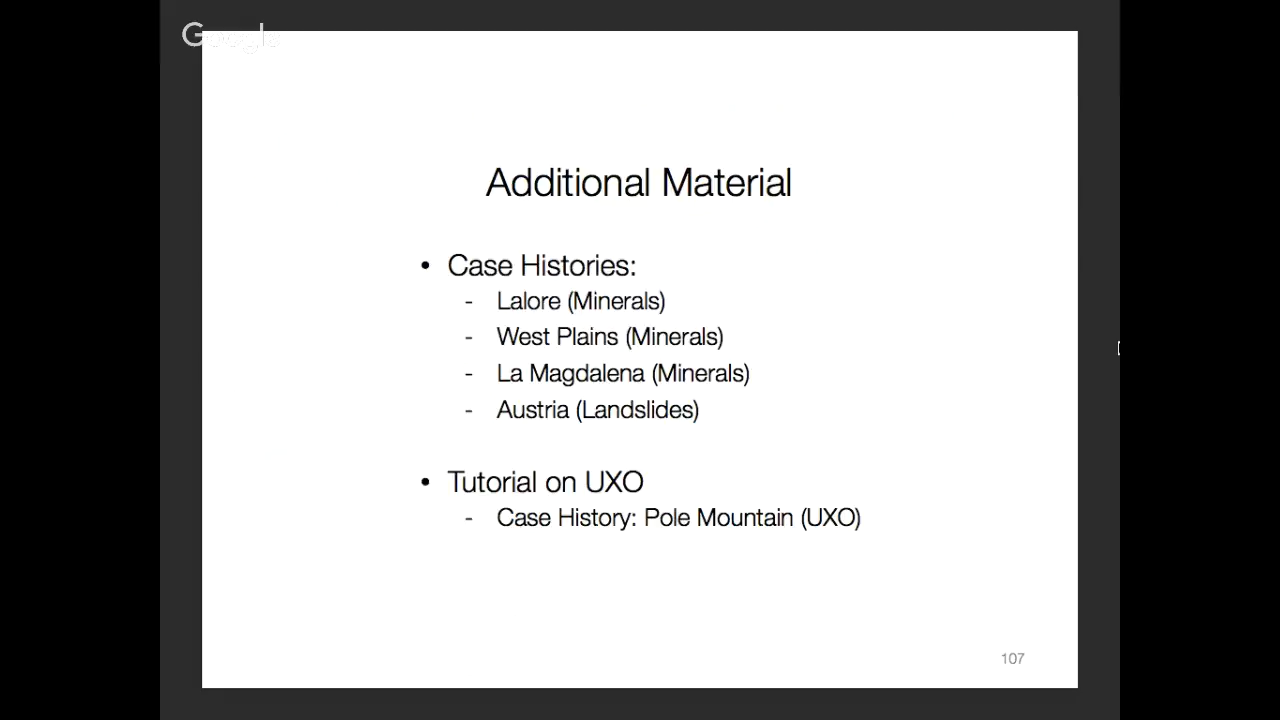 Google
Additional Material
• Case Histories:
- Lalore (Minerals)
- West Plains (Minerals)
- La Magdalena (Minerals)
- Austria (Landslides)
• Tutorial on UXO
- Case History: Pole Mountain (UXO)
107